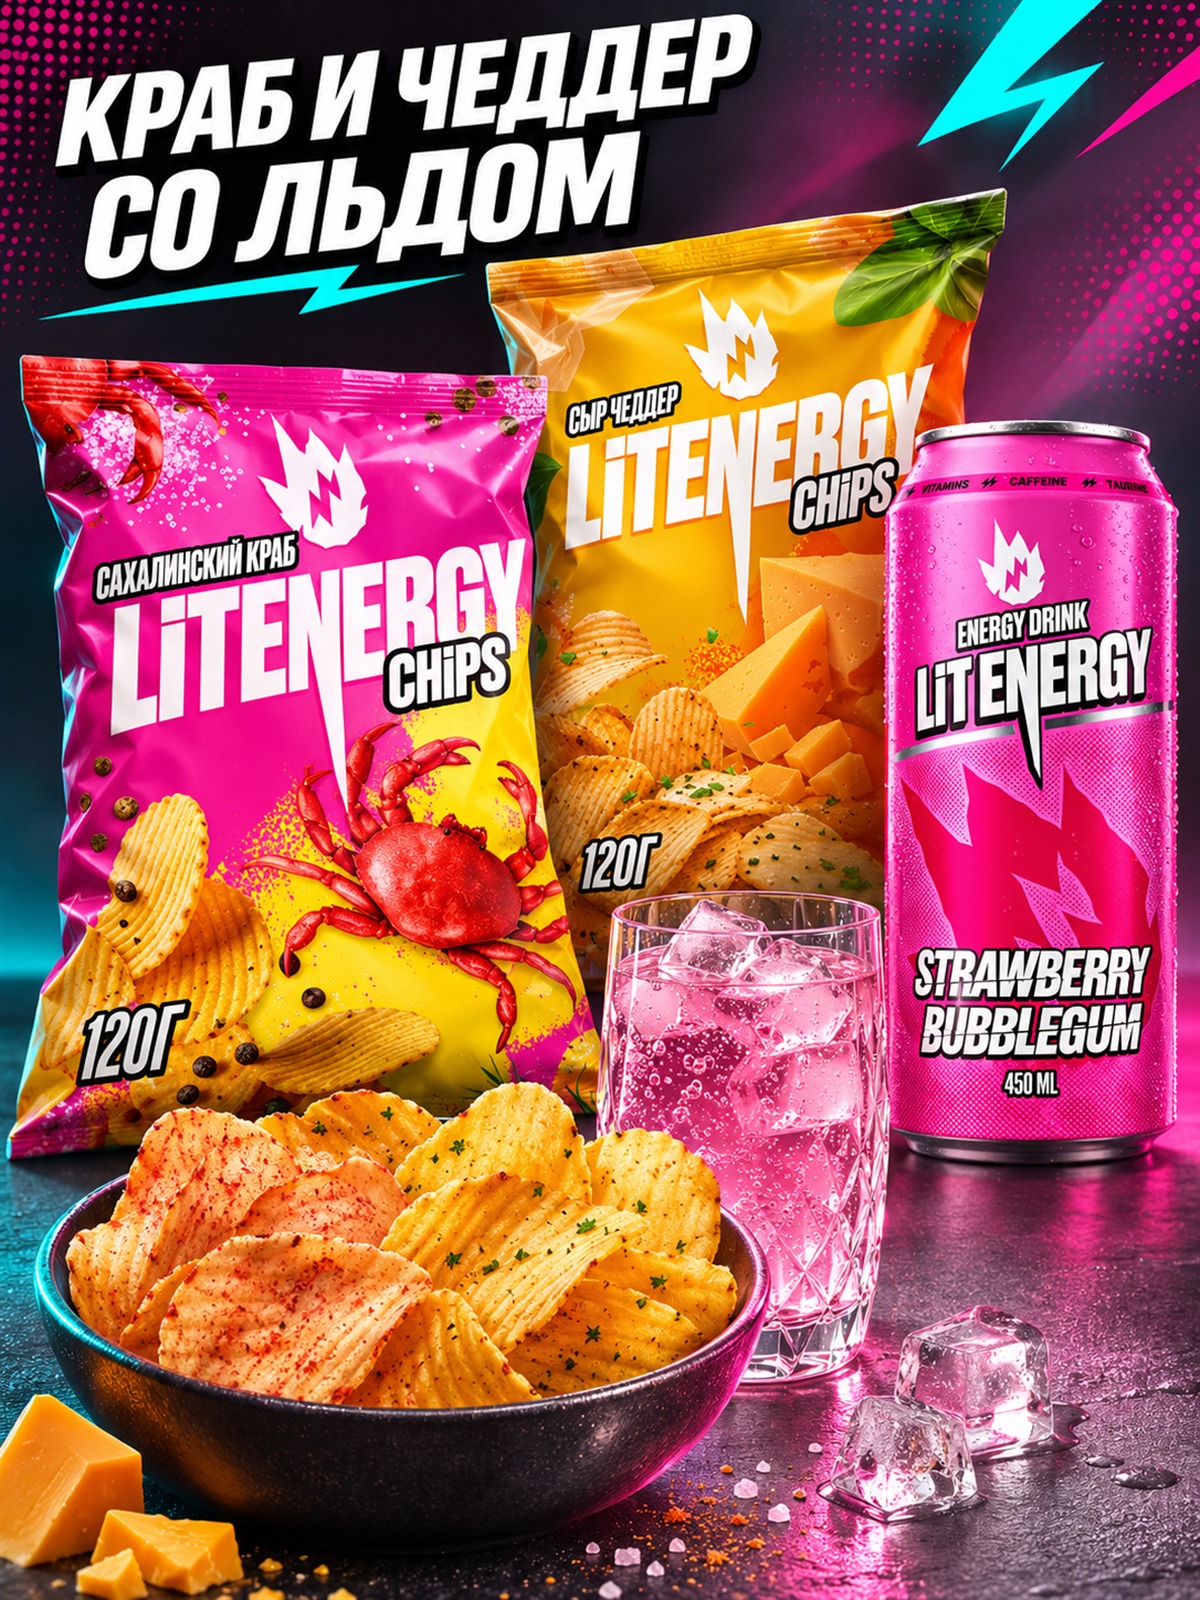 КРАБ И ЧЕДДЕР
СО ЛЬДОМ
СЫР ЧЕДДЕР
LiTENERGY
CHiPS
120Г
САХАЛИНСКИЙ КРАБ
LiTENERGY
CHiPS
120Г
VITAMINS CAFFEINE TAURINE
ENERGY DRINK
LiT ENERGY
STRAWBERRY
BUBBLEGUM
450 ML